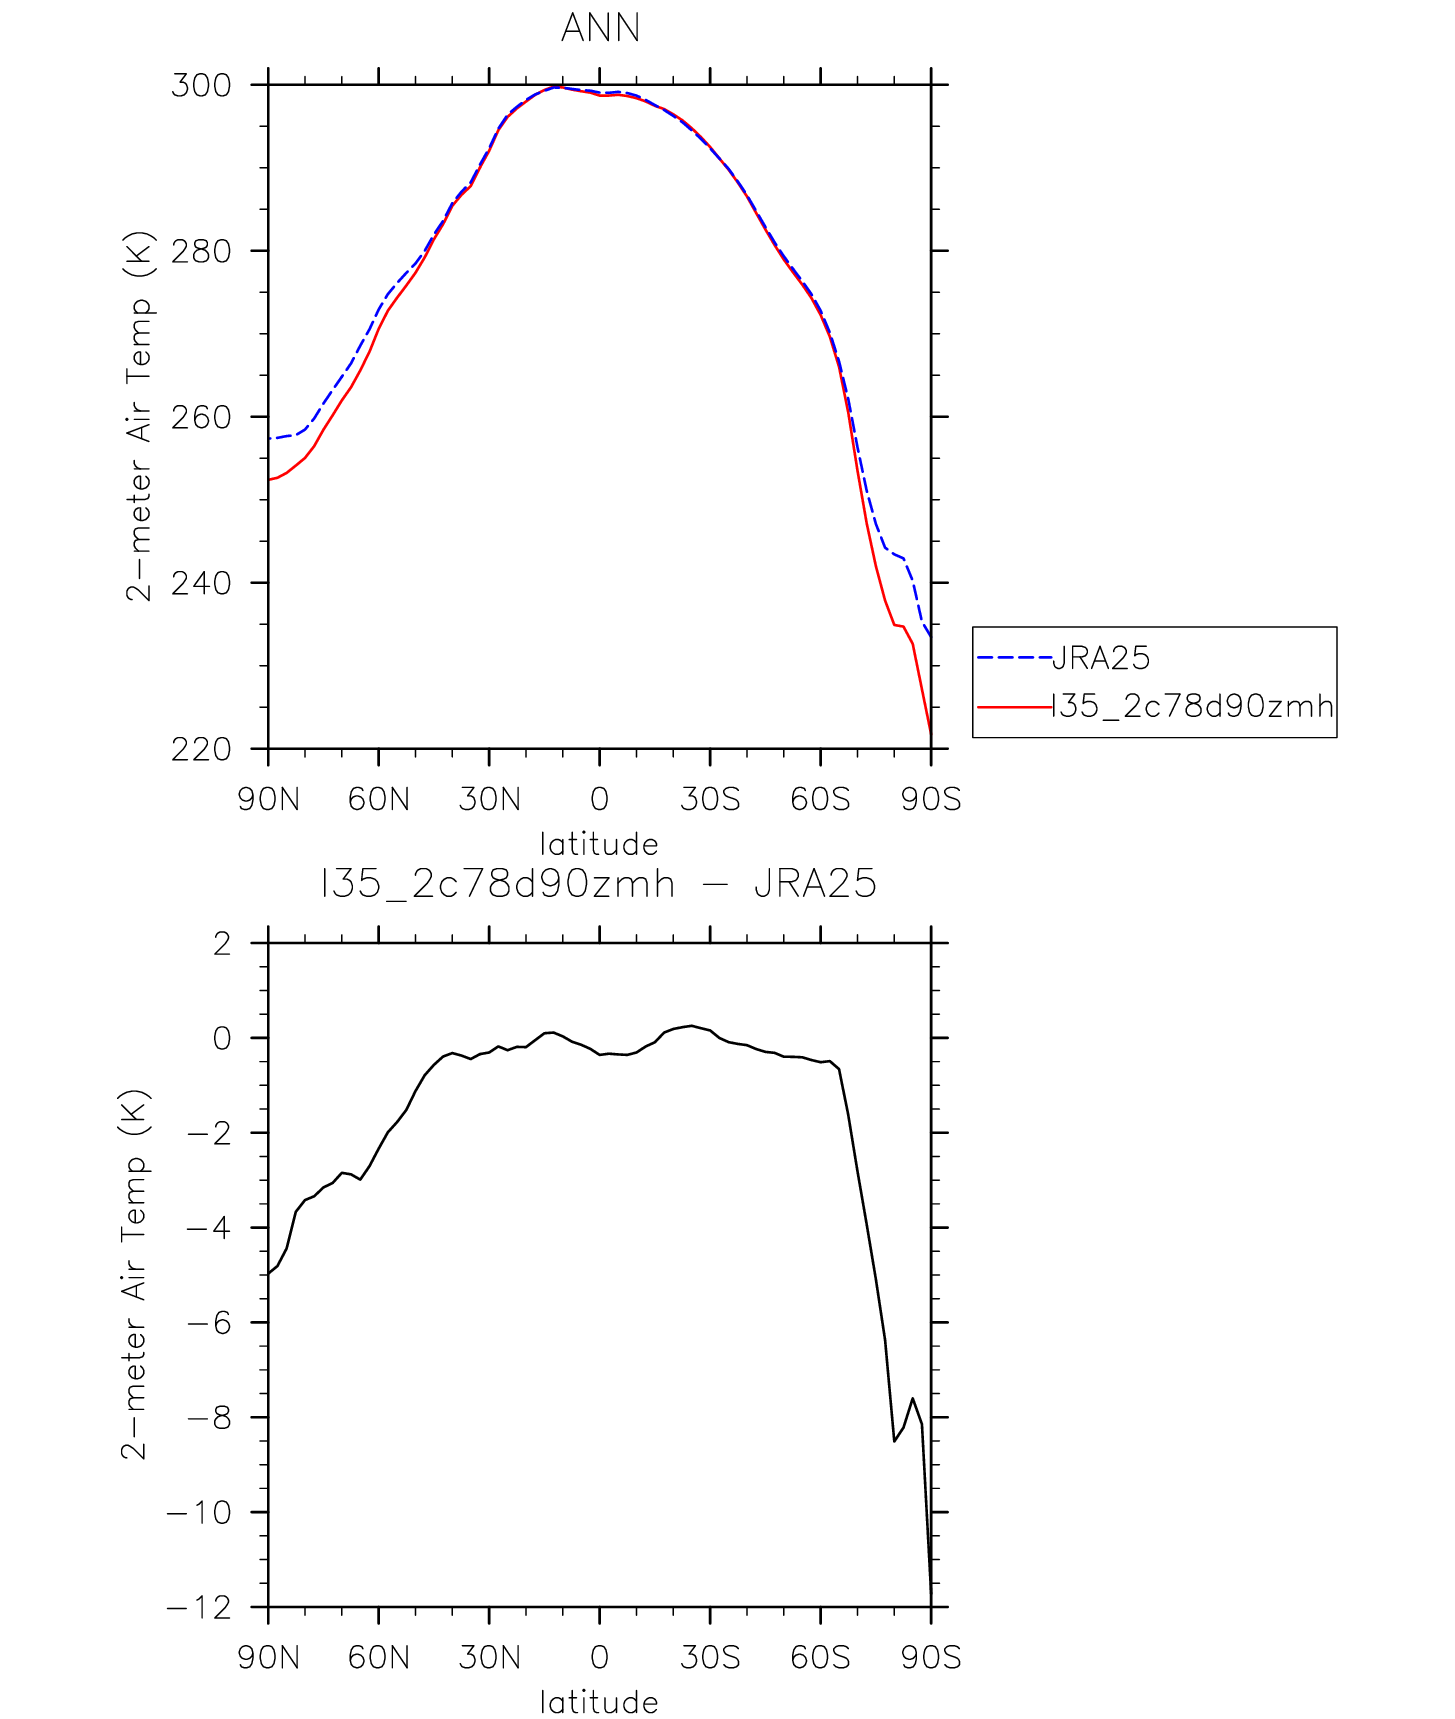 ANN
300
280
260
240
220
2-meter Air Temp (K)
90N 60N 30N 0 30S 60S 90S
latitude
JRA25
I35_2c78d90zmh
I35_2c78d90zmh - JRA25
2
0
-2
-4
-6
-8
-10
-12
2-meter Air Temp (K)
90N 60N 30N 0 30S 60S 90S
latitude